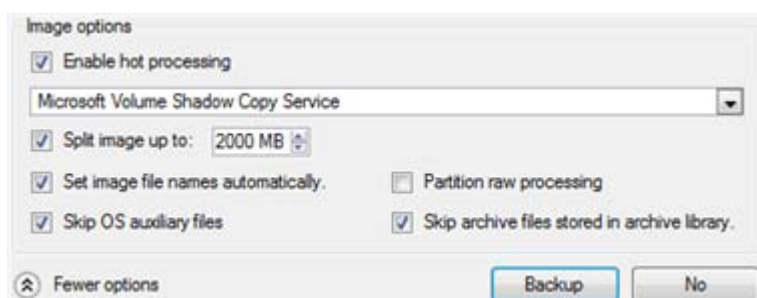 Image options
Enable hot processing
Microsoft Volume Shadow Copy Service
Split image up to: 2000 MB
Set image file names automatically. Partition raw processing
Skip OS auxiliary files Skip archive files stored in archive library.
Fewer options Backup No